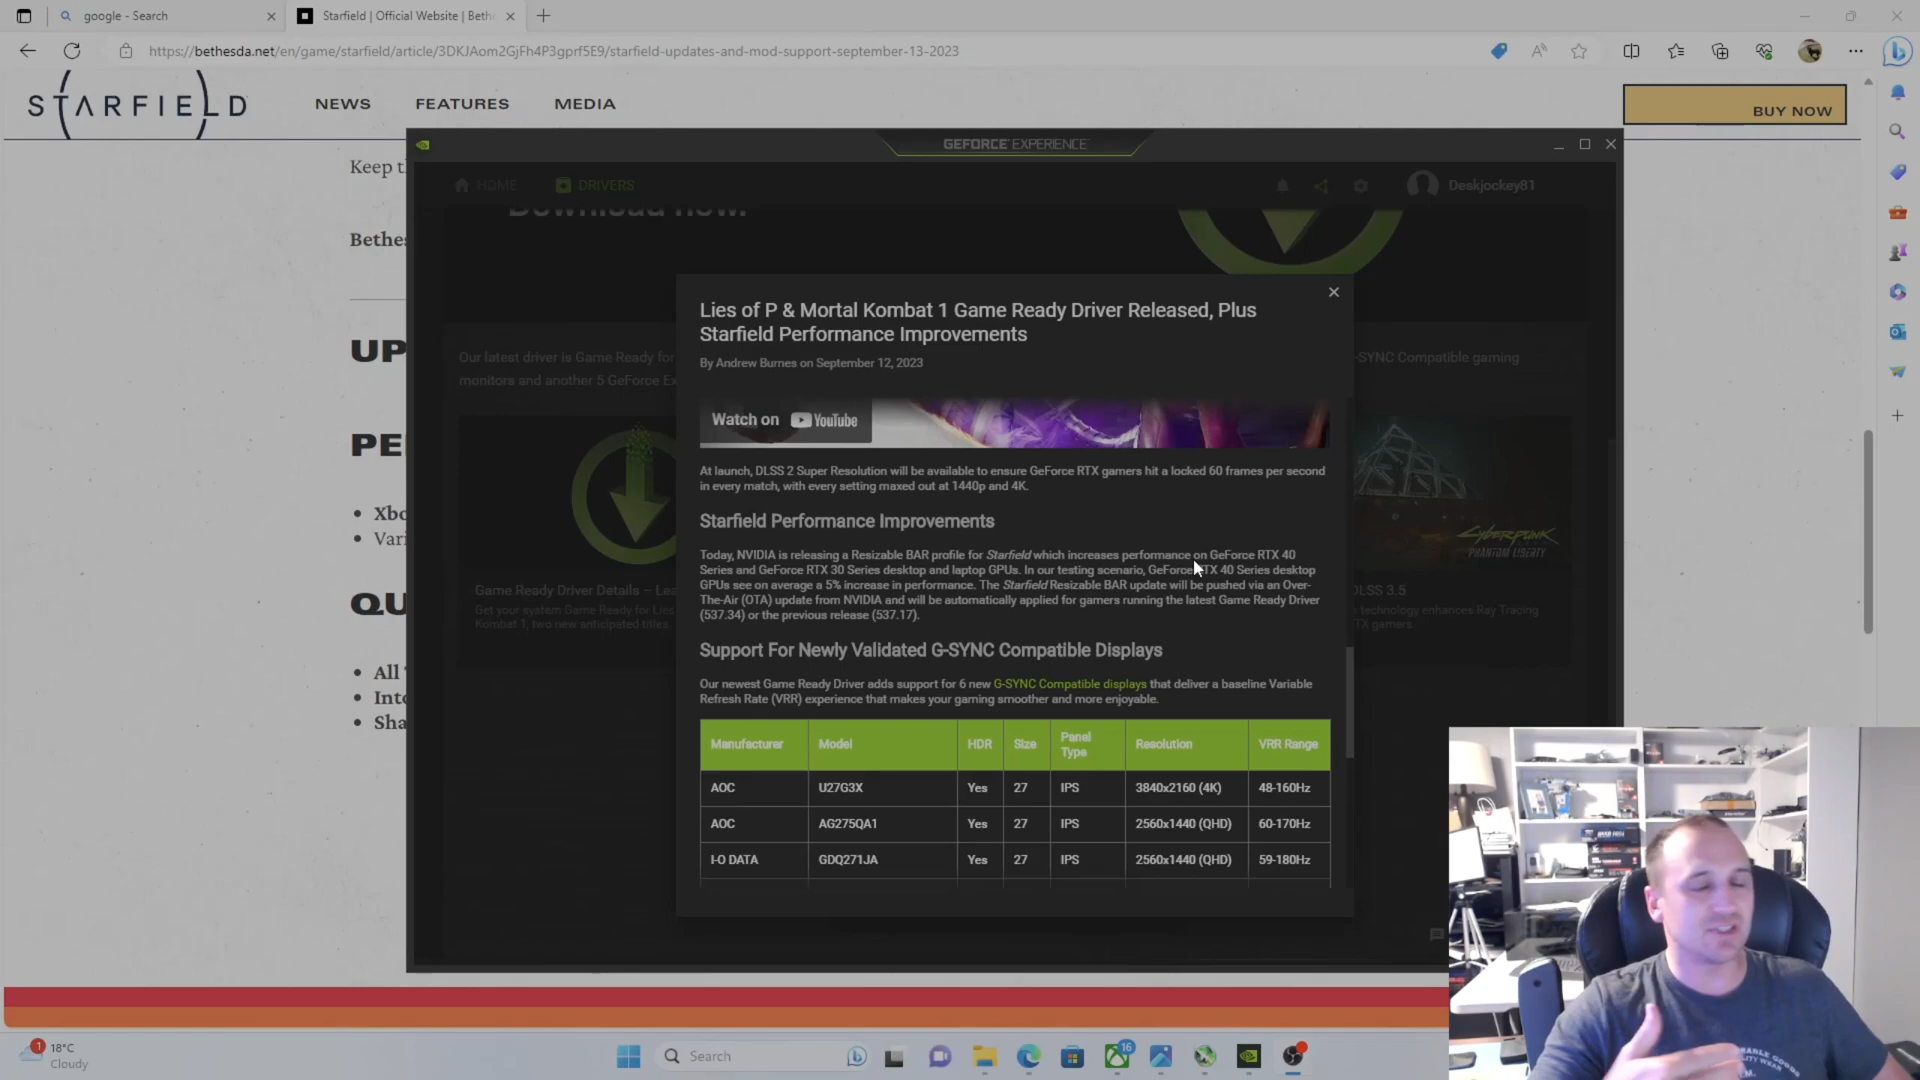 google - Search
Starfield | Official Website | Beth
https://bethesda.net/en/game/starfield/article/3DKJAom2GjFh4P3gprf5E9/starfield-updates-and-mod-support-september-13-2023
STARFIELD
NEWS FEATURES MEDIA
BUY NOW
GEFORCE EXPERIENCE
HOME
DRIVERS
Deskjockey81
Keep t
Download now.
Bethes
UP
PE
Xbo
Vari
QU
All
Inte
Sha
Our latest driver is Game Ready for
monitors and another 5 GeForce Ex
-SYNC Compatible gaming
Lies of P & Mortal Kombat 1 Game Ready Driver Released, Plus
Starfield Performance Improvements
By Andrew Burnes on September 12, 2023
Watch on YouTube
At launch, DLSS 2 Super Resolution will be available to ensure GeForce RTX gamers hit a locked 60 frames per second
in every match, with every setting maxed out at 1440p and 4K.
Starfield Performance Improvements
Today, NVIDIA is releasing a Resizable BAR profile for Starfield which increases performance on GeForce RTX 40
Series and GeForce RTX 30 Series desktop and laptop GPUs. In our testing scenario, GeForce RTX 40 Series desktop
GPUs see on average a 5% increase in performance. The Starfield Resizable BAR update will be pushed via an Over-
The-Air (OTA) update from NVIDIA and will be automatically applied for gamers running the latest Game Ready Driver
(537.34) or the previous release (537.17).
Support For Newly Validated G-SYNC Compatible Displays
Our newest Game Ready Driver adds support for 6 new G-SYNC Compatible displays that deliver a baseline Variable
Refresh Rate (VRR) experience that makes your gaming smoother and more enjoyable.
Manufacturer Model HDR Size Panel Type Resolution VRR Range
AOC U27G3X Yes 27 IPS 3840x2160 (4K) 48-160Hz
AOC AG275QA1 Yes 27 IPS 2560x1440 (QHD) 60-170Hz
I-O DATA GDQ271JA Yes 27 IPS 2560x1440 (QHD) 59-180Hz
Game Ready Driver Details – Lea
Get your system Game Ready for Lies
Kombat 1, two new anticipated titles.
CYBERPUNK
PHANTOM LIBERTY
DLSS 3.5
technology enhances Ray Tracing
TX gamers.
1
18°C
Cloudy
Search
16